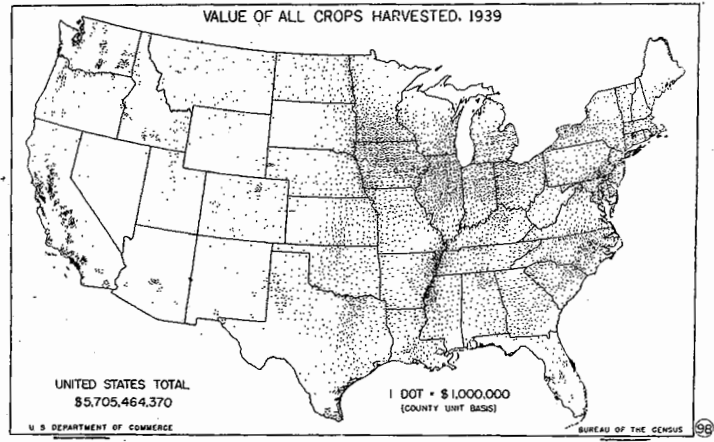 VALUE OF ALL CROPS HARVESTED, 1939
UNITED STATES TOTAL
$5,705,464,370
1 DOT = $1,000,000
(COUNTY UNIT BASIS)
U S DEPARTMENT OF COMMERCE
BUREAU OF THE CENSUS
98